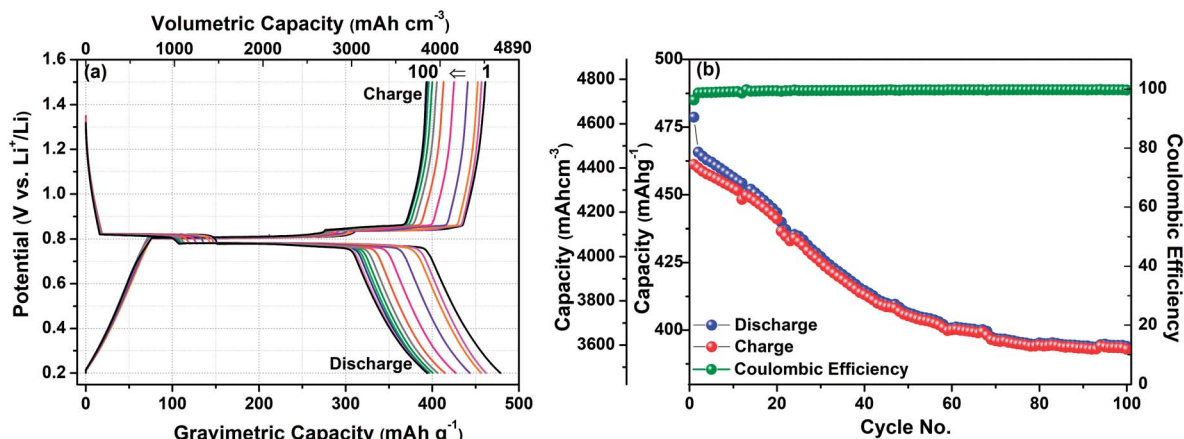 Volumetric Capacity (mAh cm⁻³)
0 1000 2000 3000 4000 4890
(a)
100 ⇐ 1
Charge
Discharge
Potential (V vs. Li⁺/Li)
1.6
1.4
1.2
1.0
0.8
0.6
0.4
0.2
0 100 200 300 400 500
Gravimetric Capacity (mAh g⁻¹)
(b)
Capacity (mAhcm⁻³)
4800
4600
4400
4200
4000
3800
3600
Capacity (mAhg⁻¹)
500
475
450
425
400
Discharge
Charge
Coulombic Efficiency
0 20 40 60 80 100
Cycle No.
100
80
60
40
20
0
Coulombic Efficiency